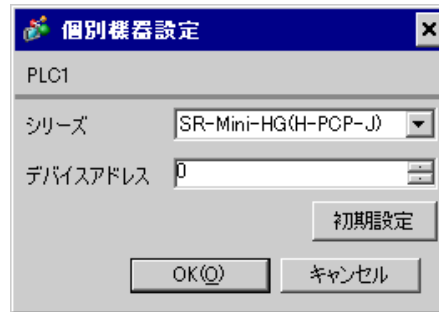 個別機器設定
PLC1
シリーズ SR-Mini-HG(H-PCP-J)
デバイスアドレス 0
初期設定
OK(O) キャンセル